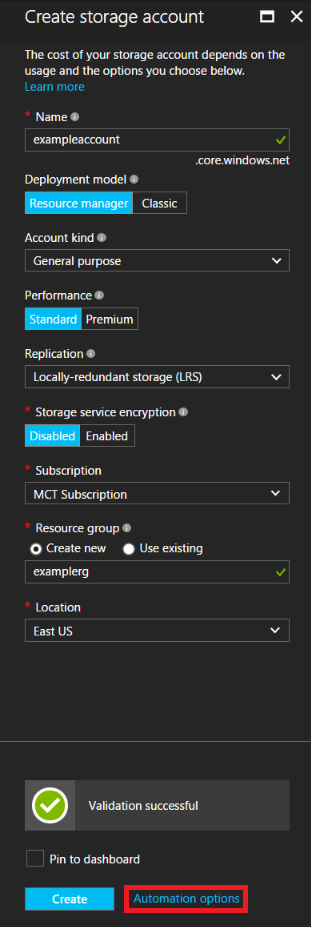 Create storage account
The cost of your storage account depends on the
usage and the options you choose below.
Learn more
* Name
exampleaccount
.core.windows.net
Deployment model
Resource manager Classic
Account kind
General purpose
Performance
Standard Premium
Replication
Locally-redundant storage (LRS)
* Storage service encryption
Disabled Enabled
* Subscription
MCT Subscription
* Resource group
Create new Use existing
examplerg
* Location
East US
Validation successful
Pin to dashboard
Create Automation options